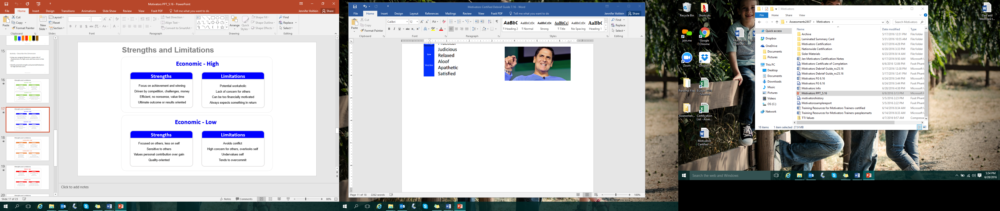 Motivators PPT_5.16 - PowerPoint
File Home Insert Design Transitions Animations Slide Show Review View Foxit PDF Tell me what you want to do Jennifer Voitlein Share
Paste Cut Copy Format Painter Clipboard
New Slide Layout Reset Section Slides
Font
Text Direction Align Text Convert to SmartArt Paragraph
Arrange Quick Styles Shape Fill Shape Outline Shape Effects Drawing
Find Replace Select Editing
15
16
17
18
19
20
Strengths and Limitations
Economic - High
Strengths
Focus on achievement and winning
Driven by competition, challenges, money
Efficient, no nonsense, value time
Ultimate outcome or results oriented
Limitations
Potential workaholic
Lack of concern for others
Can be too financially motivated
Always expects something in return
Economic - Low
Strengths
Focused on others, less on self
Sensitive to others
Values personal contribution over gain
Quality-oriented
Limitations
Avoids conflict
High concern for others, overlooks self
Undervalues self
Tends to overcommit
Click to add notes
Slide 17 of 23 Notes Comments 80%
Motivators Certified Debrief Guide 7.16 - Word
File Home Insert Design Layout References Mailings Review View Foxit PDF Tell me what you want to do Jennifer Voitlein Share
Paste Cut Copy Format Painter Clipboard
Calibri 12 Font
Paragraph
AaBbC AaBbCcDc AaBbCcDc AaBbCc AaBbCcDc AaBbC
¶ Heading 2 ¶ Normal Strong ¶ Title No Spacing Heading 1
Styles
Find Replace Select Editing
Practical
Judicious
Low
Relaxed
Aloof
Very low
Apathetic
Satisfied
Page 11 of 18 2262 words 100%
Recycle Bin
Shortcuts
join.me
Google Chrome
Zoom
Dropbox
Personal Files
Budget 2016 - Shortcut
Assessmen...
Certification List - Asses...
Motivators Certified ...
Motivators Certificati...
Dad and Mom are t...
Motivators
File Home Share View
Assessments24X7 Motivators Search Motivators
Quick access
Dropbox
OneDrive
Documents
Pictures
This PC
Desktop
Documents
Downloads
Music
Pictures
Videos
OS (C:)
Network
Name Date modified Type
Archive 5/17/2016 12:51 PM File folder
Laminated Summary Card 5/31/2016 10:55 AM File folder
Motivators Certification 6/27/2016 4:28 PM File folder
Nationwide Certification 6/20/2016 3:33 PM File folder
Sisler Materials 6/23/2016 8:14 AM File folder
Jen Motivators Certification Notes 6/17/2016 9:50 AM Microsoft
Motivators Certificate of Completion 6/6/2016 12:06 PM Foxit Phant
Motivators Debrief Guide_nc25.16 5/17/2016 12:38 PM Microsoft
Motivators Debrief Guide_nc25.16 5/17/2016 12:41 PM Foxit Phant
Motivators FG 6.16 6/24/2016 3:44 PM Microsoft
Motivators FG 6.16 6/24/2016 3:44 PM Foxit Phant
Motivators Info 6/28/2016 4:38 PM Microsoft
Motivators PPT_5.16 6/9/2016 3:13 PM Microsoft
motivatorshistory 5/5/2016 2:23 PM Foxit Phant
Motivatorssamplereport 5/5/2016 2:22 PM Foxit Phant
Training Resources for Motivators Trainers-certified 6/14/2016 8:34 AM Microsoft
Training Resources for Motivators Trainers-peoplesmarts 6/14/2016 8:33 AM Microsoft
TTI Values 4/7/2016 9:57 AM Compresse
18 items 1 item selected 27.9 MB
Search the web and Windows
5:54 PM
6/28/2016